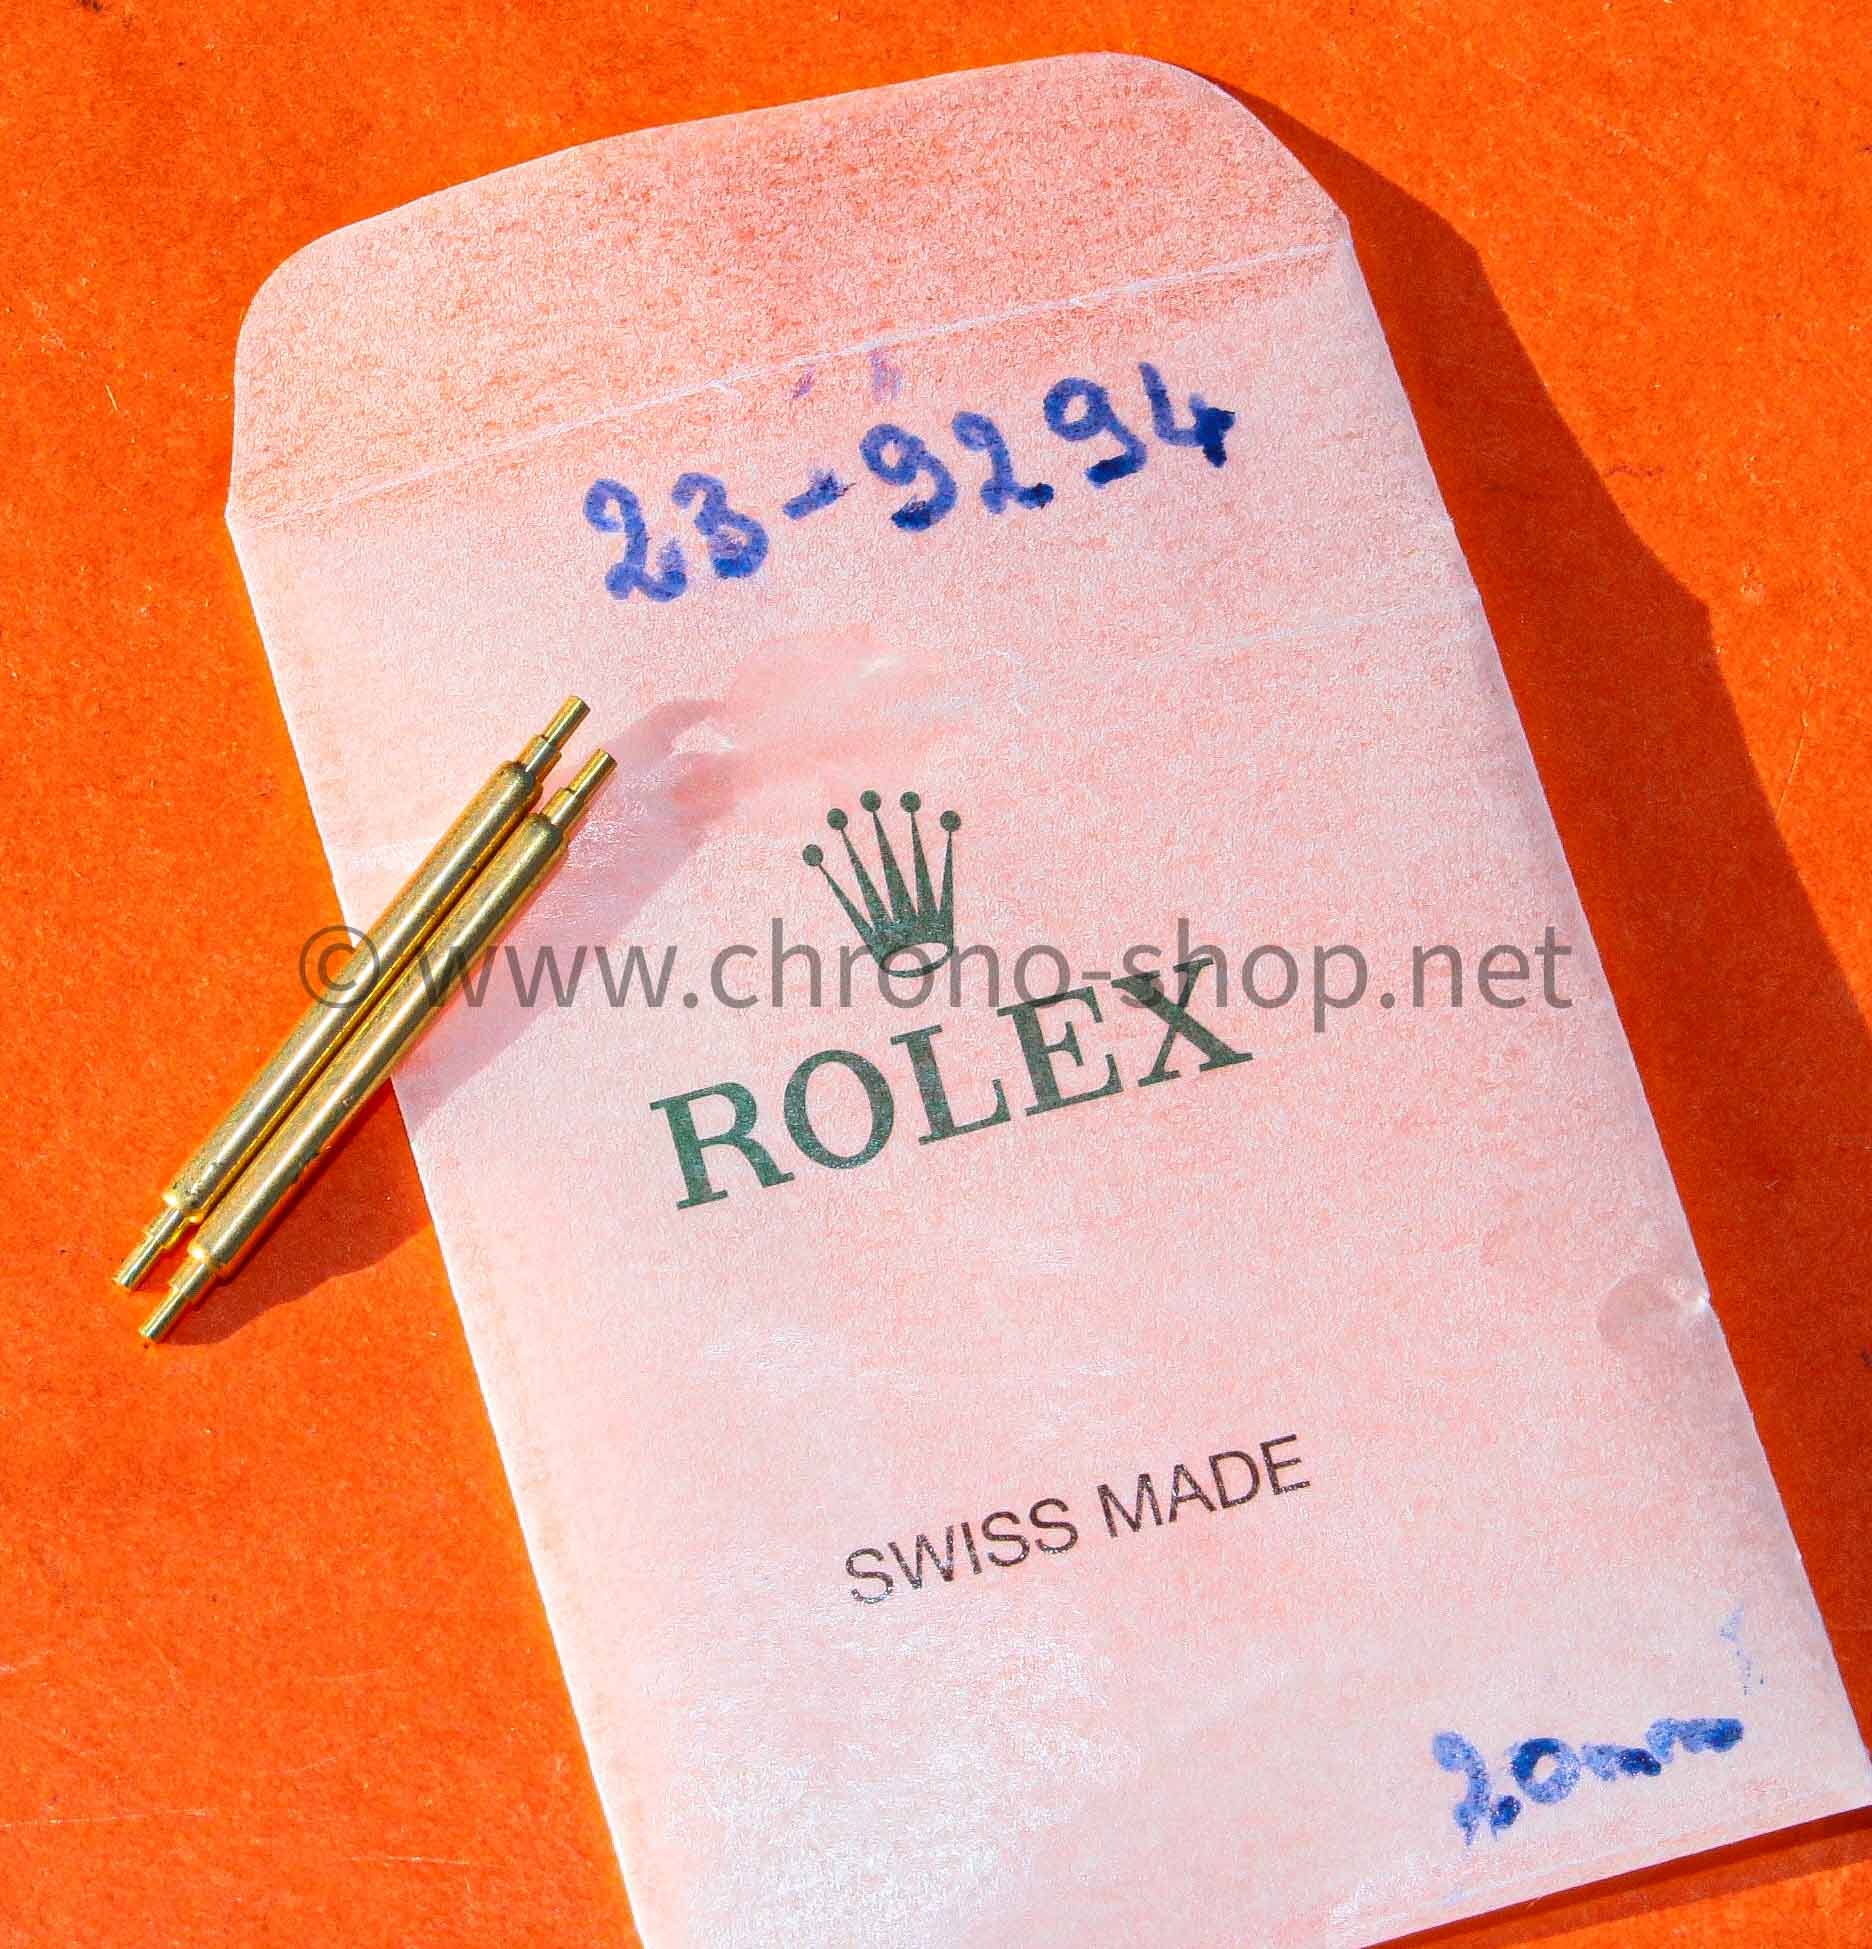 23-9294
© www.chrono-shop.net
ROLEX
SWISS MADE
20mm